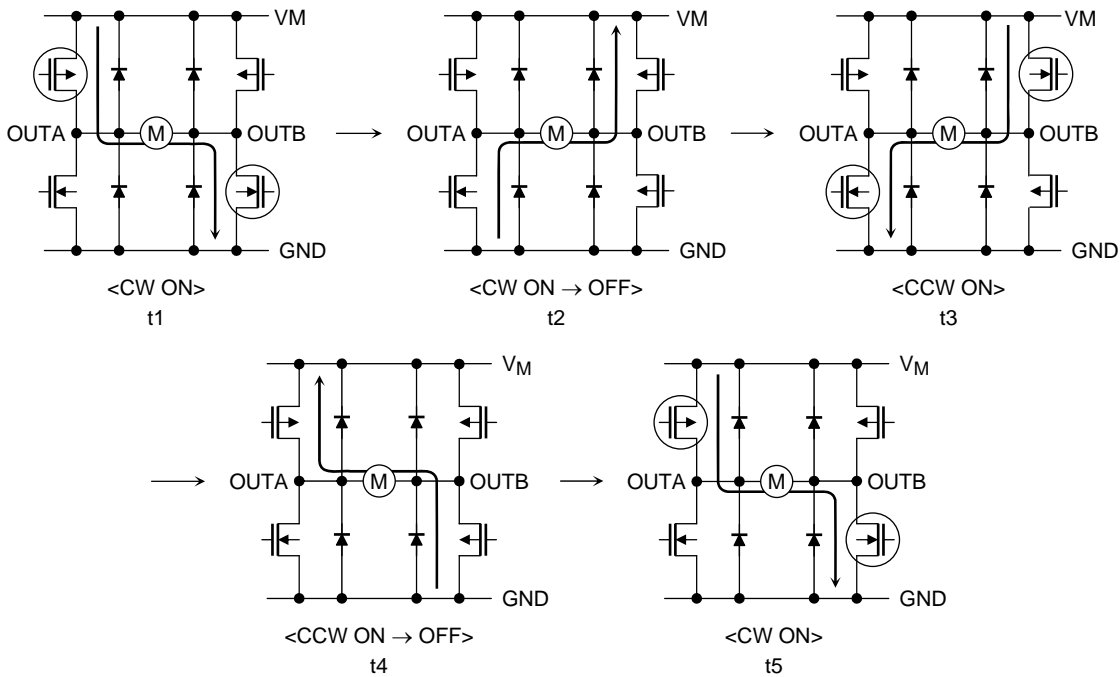 VM
VM
VM
OUTA M OUTB
OUTA M OUTB
OUTA M OUTB
GND
GND
GND
<CW ON>
t1
<CW ON → OFF>
t2
<CCW ON>
t3
VM
VM
OUTA M OUTB
OUTA M OUTB
GND
GND
<CCW ON → OFF>
t4
<CW ON>
t5